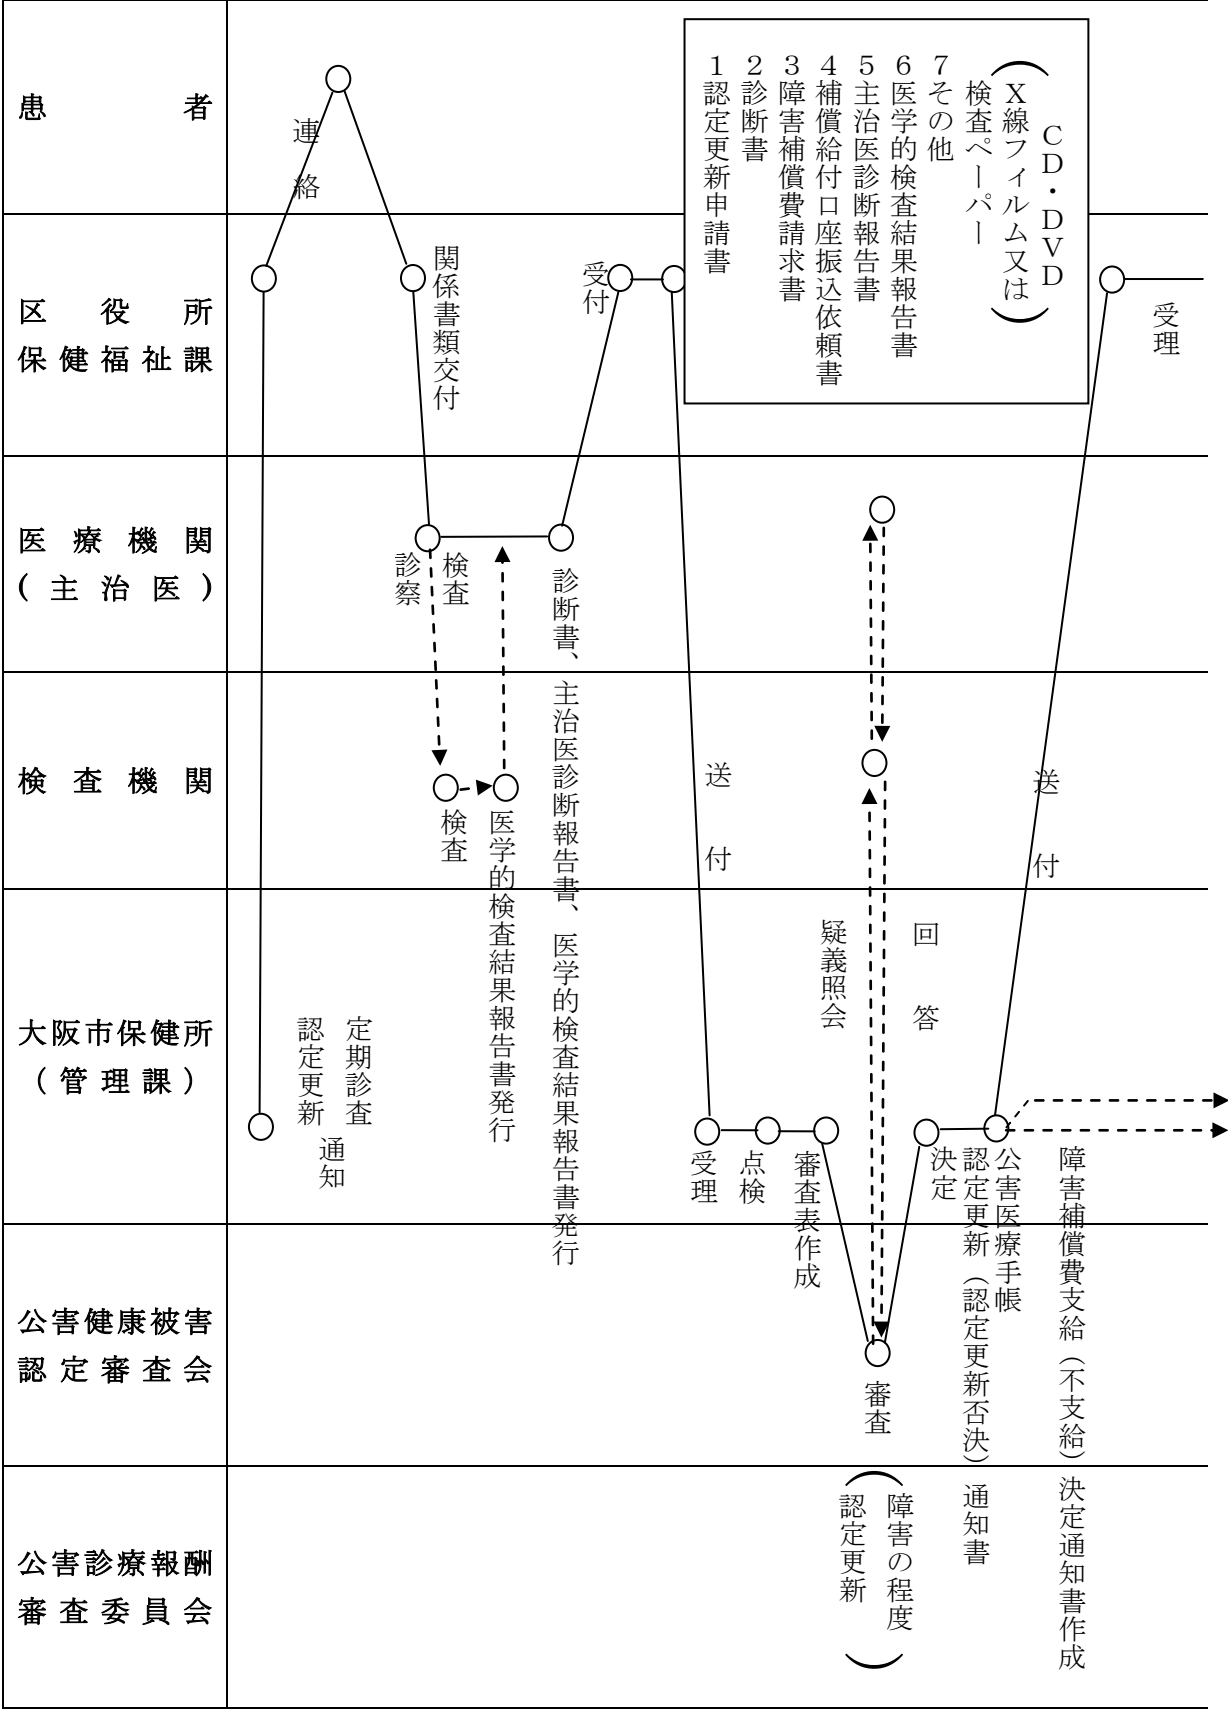 患者
連絡
１認定更新申請書
２診断書
３障害補償費請求書
４補償給付口座振込依頼書
５主治医診断報告書
６医学的検査結果報告書
７その他
検査ペーパー
（Ｘ線フィルム又は
ＣＤ・ＤＶＤ）
区役所
保健福祉課
関係書類交付
受付
受理
医療機関
(主治医)
診察
検査
診断書、主治医診断報告書、医学的検査結果報告書発行
検査機関
検査
医学的検査結果報告書発行
送付
送付
大阪市保健所
(管理課)
定期診査
認定更新
通知
疑義照会
回答
受理
点検
審査表作成
決定
認定更新（認定更新否決）通知書
公害医療手帳
障害補償費支給（不支給）決定通知書作成
公害健康被害
認定審査会
審査
（障害の程度
認定更新）
公害診療報酬
審査委員会